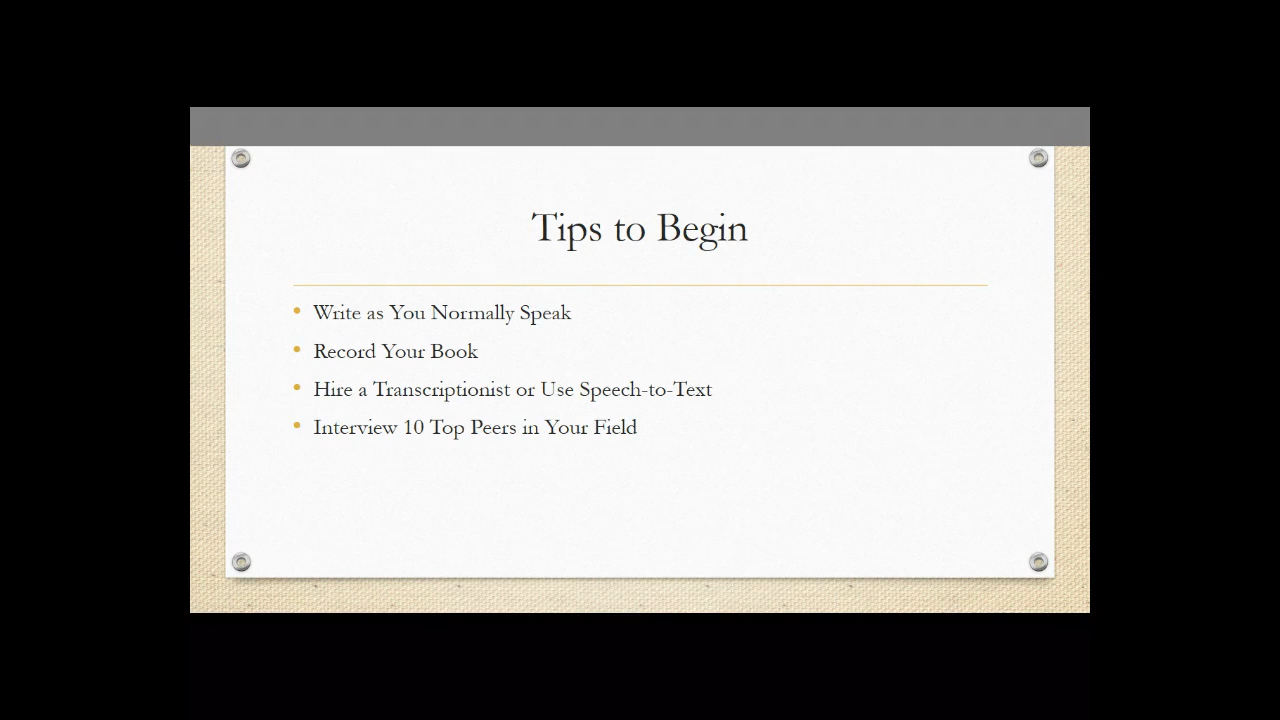 Tips to Begin
Write as You Normally Speak
Record Your Book
Hire a Transcriptionist or Use Speech-to-Text
Interview 10 Top Peers in Your Field